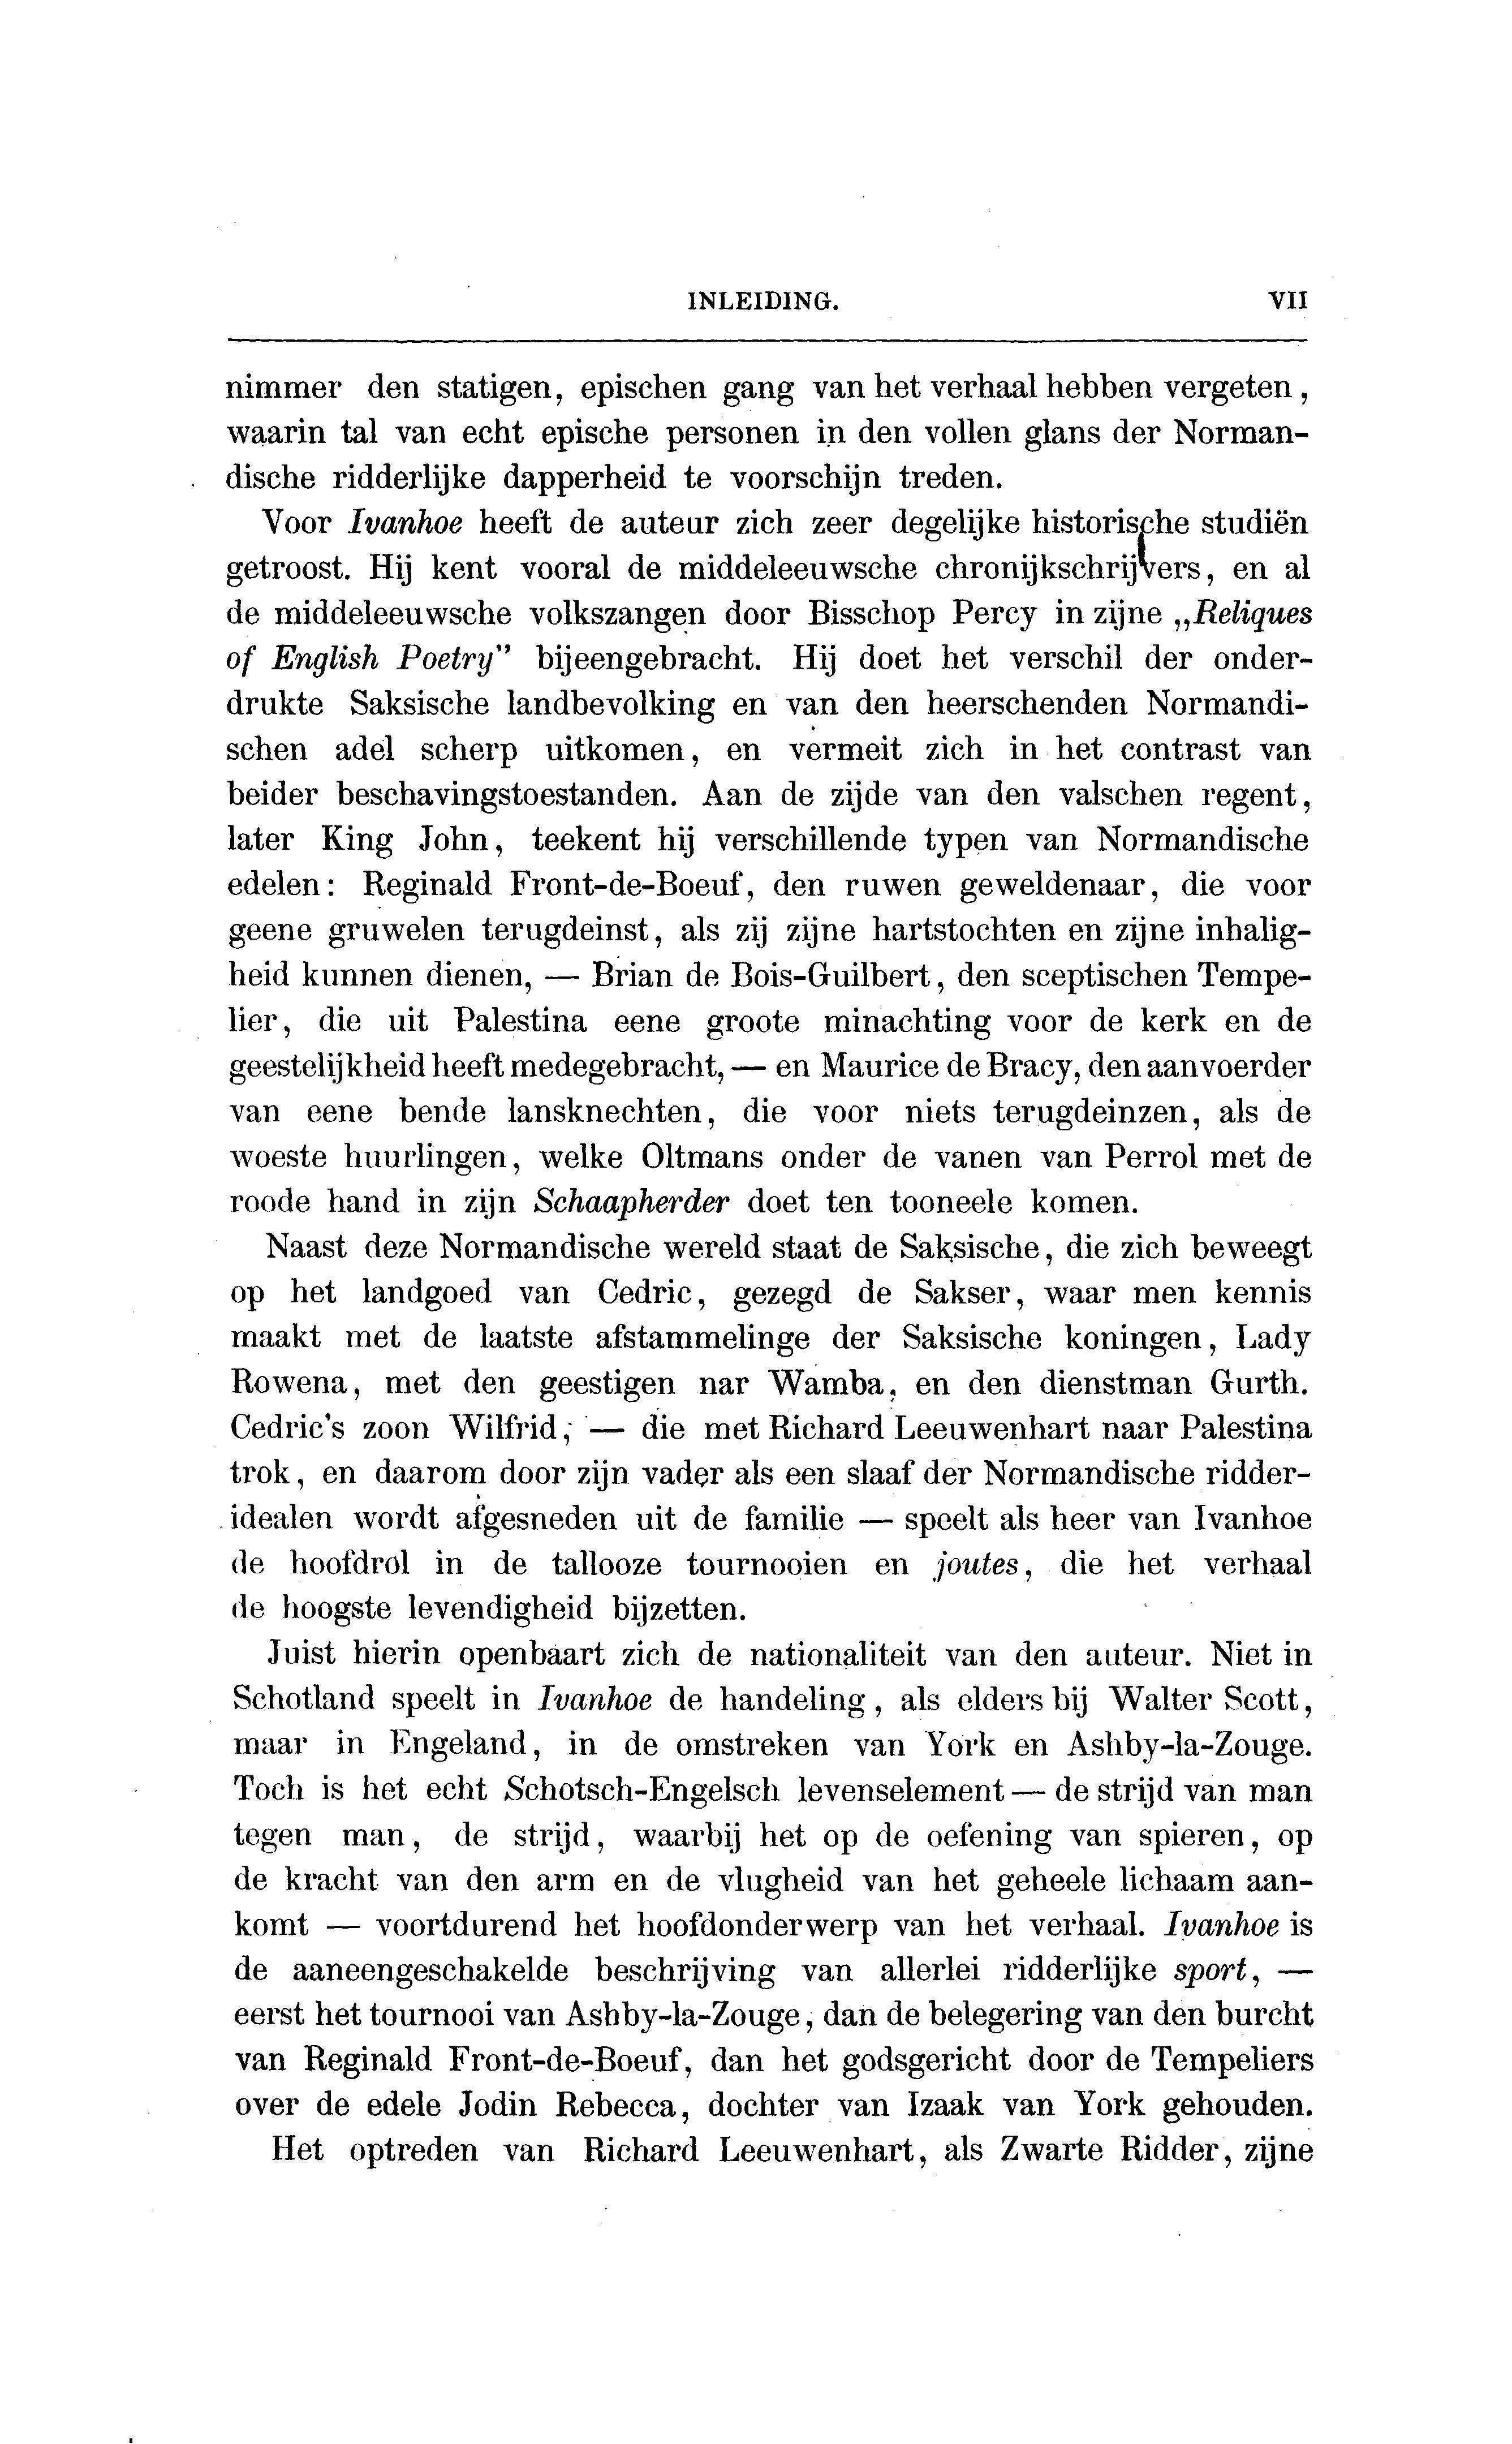 INLEIDING. VII
nimmer den statigen, epischen gang van het verhaal hebben vergeten,
waarin tal van echt epische personen in den vollen glans der Norman-
dische ridderlijke dapperheid te voorschijn treden.
Voor Ivanhoe heeft de auteur zich zeer degelijke historische studiën
getroost. Hij kent vooral de middeleeuwsche chronijkschrijvers, en al
de middeleeuwsche volkszangen door Bisschop Percy in zijne „Reliques
of English Poetry” bijeengebracht. Hij doet het verschil der onder-
drukte Saksische landbevolking en van den heerschenden Normandi-
schen adel scherp uitkomen, en vermeit zich in het contrast van
beider beschavingstoestanden. Aan de zijde van den valschen regent,
later King John, teekent hij verschillende typen van Normandische
edelen: Reginald Front-de-Boeuf, den ruwen geweldenaar, die voor
geene gruwelen terugdeinst, als zij zijne hartstochten en zijne inhalig-
heid kunnen dienen, — Brian de Bois-Guilbert, den sceptischen Tempe-
lier, die uit Palestina eene groote minachting voor de kerk en de
geestelijkheid heeft medegebracht, — en Maurice de Bracy, den aanvoerder
van eene bende lansknechten, die voor niets terugdeinzen, als de
woeste huurlingen, welke Oltmans onder de vanen van Perrol met de
roode hand in zijn Schaapherder doet ten tooneele komen.
Naast deze Normandische wereld staat de Saksische, die zich beweegt
op het landgoed van Cedric, gezegd de Sakser, waar men kennis
maakt met de laatste afstammelinge der Saksische koningen, Lady
Rowena, met den geestigen nar Wamba, en den dienstman Gurth.
Cedric's zoon Wilfrid, — die met Richard Leeuwenhart naar Palestina
trok, en daarom door zijn vader als een slaaf der Normandische ridder-
idealen wordt afgesneden uit de familie — speelt als heer van Ivanhoe
de hoofdrol in de tallooze tournooien en joutes, die het verhaal
de hoogste levendigheid bijzetten.
Juist hierin openbaart zich de nationaliteit van den auteur. Niet in
Schotland speelt in Ivanhoe de handeling, als elders bij Walter Scott,
maar in Engeland, in de omstreken van York en Ashby-la-Zouge.
Toch is het echt Schotsch-Engelsch levenselement — de strijd van man
tegen man, de strijd, waarbij het op de oefening van spieren, op
de kracht van den arm en de vlugheid van het geheele lichaam aan-
komt — voortdurend het hoofdonderwerp van het verhaal. Ivanhoe is
de aaneengeschakelde beschrijving van allerlei ridderlijke sport, —
eerst het tournooi van Ashby-la-Zouge, dan de belegering van den burcht
van Reginald Front-de-Boeuf, dan het godsgericht door de Tempeliers
over de edele Jodin Rebecca, dochter van Izaak van York gehouden.
Het optreden van Richard Leeuwenhart, als Zwarte Ridder, zijne